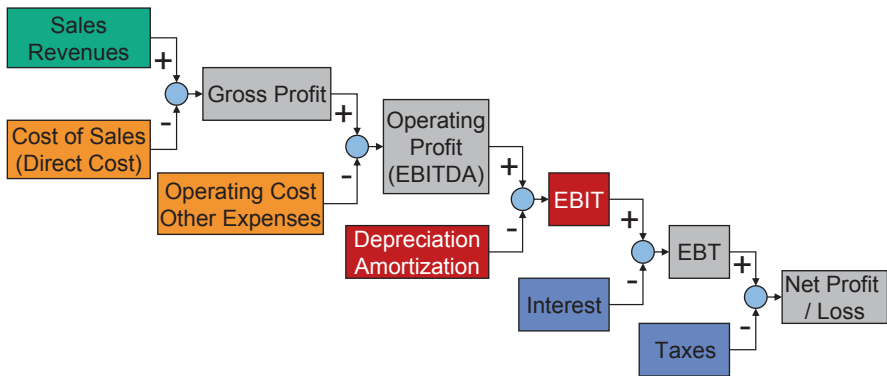 Sales
Revenues
+
-
Cost of Sales
(Direct Cost)
Gross Profit
+
-
Operating Cost
Other Expenses
Operating
Profit
(EBITDA)
+
-
Depreciation
Amortization
EBIT
+
-
Interest
EBT
+
-
Taxes
Net Profit
/ Loss